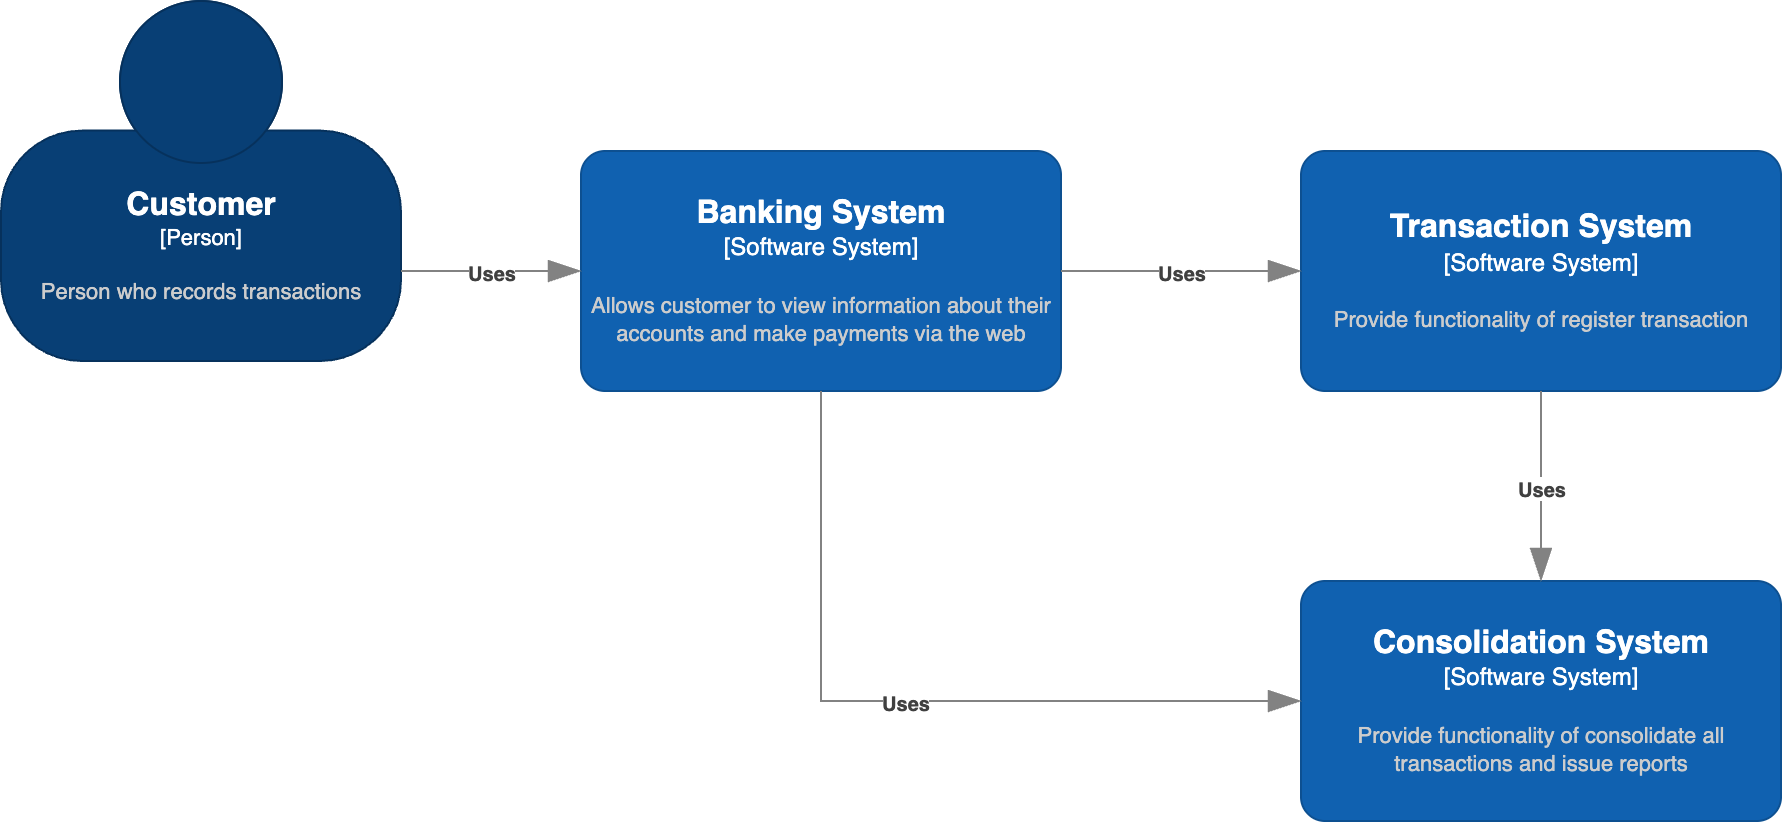 Customer
[Person]
Person who records transactions
Uses
Banking System
[Software System]
Allows customer to view information about their
accounts and make payments via the web
Uses
Transaction System
[Software System]
Provide functionality of register transaction
Uses
Uses
Consolidation System
[Software System]
Provide functionality of consolidate all
transactions and issue reports